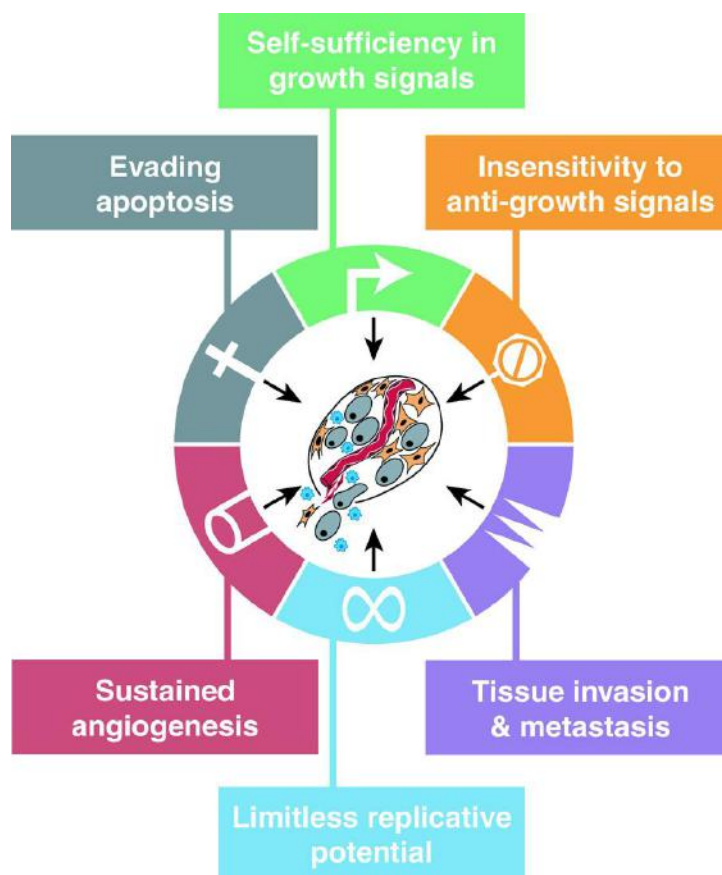 Self-sufficiency in
growth signals
Evading
apoptosis
Insensitivity to
anti-growth signals
Sustained
angiogenesis
Tissue invasion
& metastasis
Limitless replicative
potential